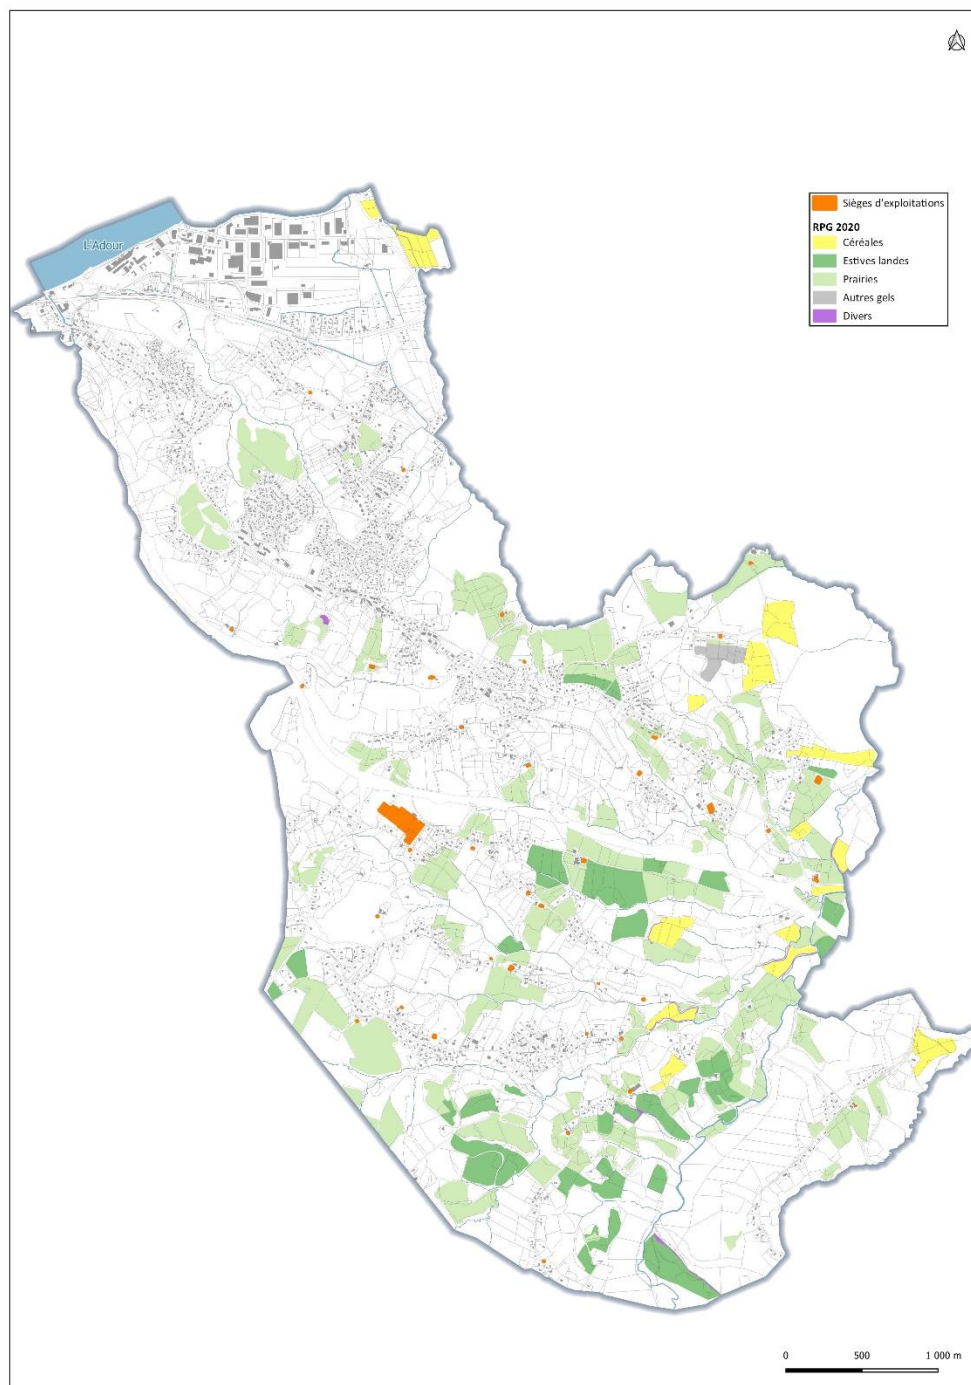 L'Adour
Sièges d'exploitations
RPG 2020
Céréales
Estives landes
Prairies
Autres gels
Divers
0 500 1 000 m